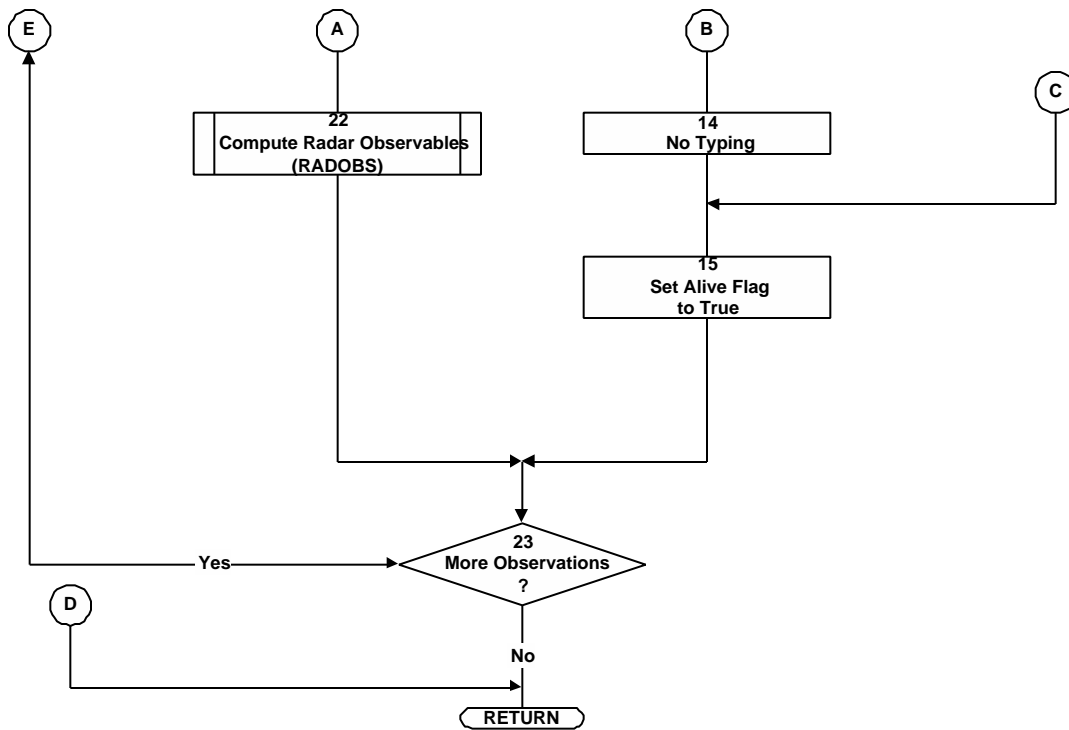 E
A
B
C
22
Compute Radar Observables
(RADOBS)
14
No Typing
15
Set Alive Flag
to True
23
More Observations
?
Yes
D
No
RETURN